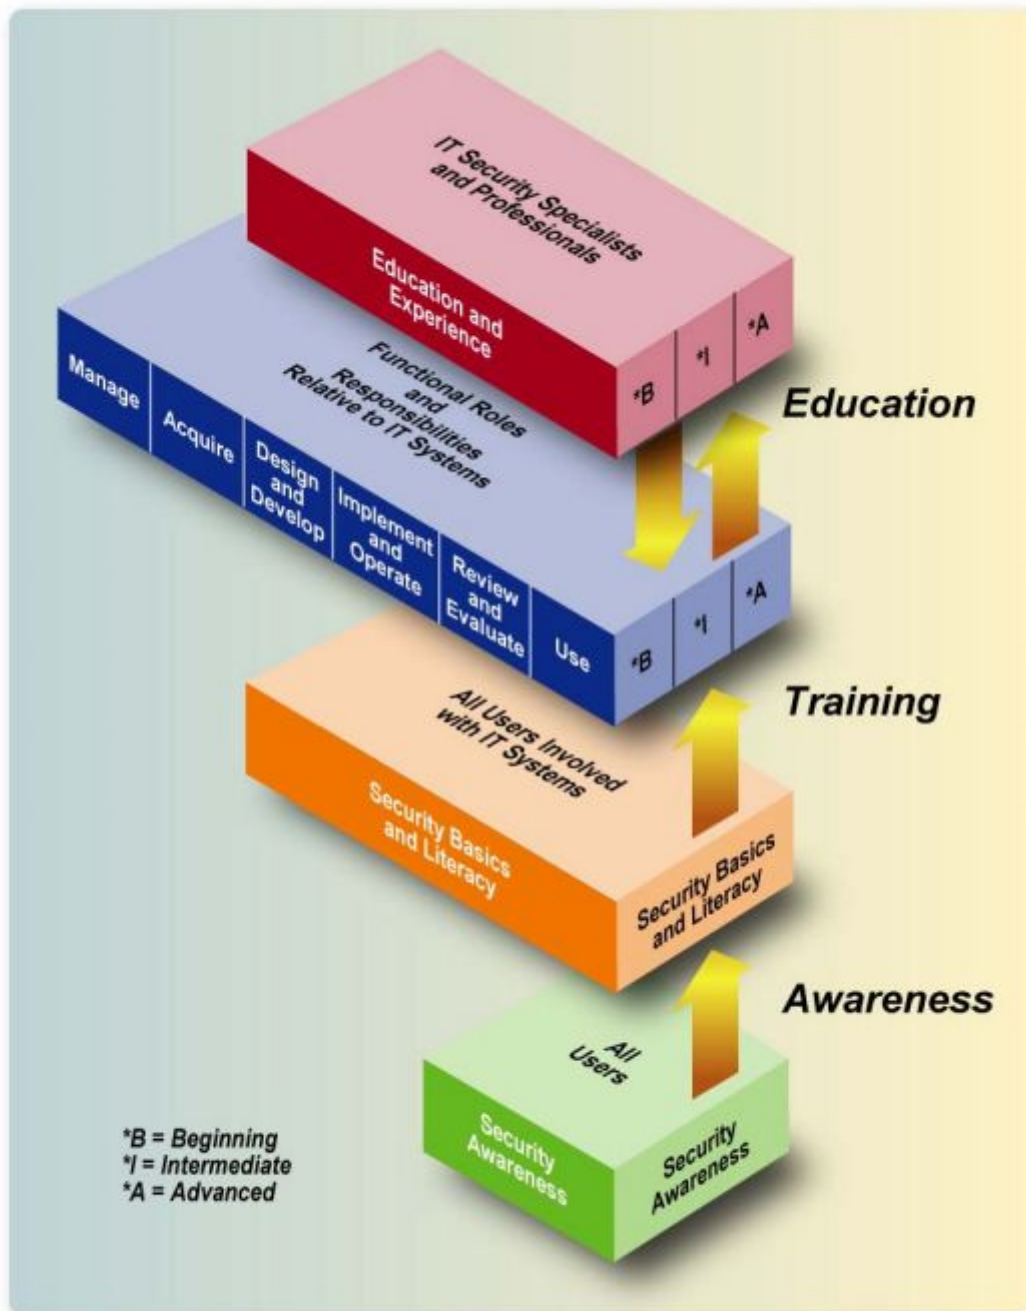 IT Security Specialists
and Professionals
Education and
Experience
*B
*I
*A
Education
Functional Roles
and
Responsibilities
Relative to IT Systems
Manage
Acquire
Design
and
Develop
Implement
and
Operate
Review
and
Evaluate
Use
*B
*I
*A
Training
All Users Involved
with IT Systems
Security Basics
and Literacy
Security Basics
and Literacy
Awareness
All
Users
Security
Awareness
Security
Awareness
*B = Beginning
*I = Intermediate
*A = Advanced